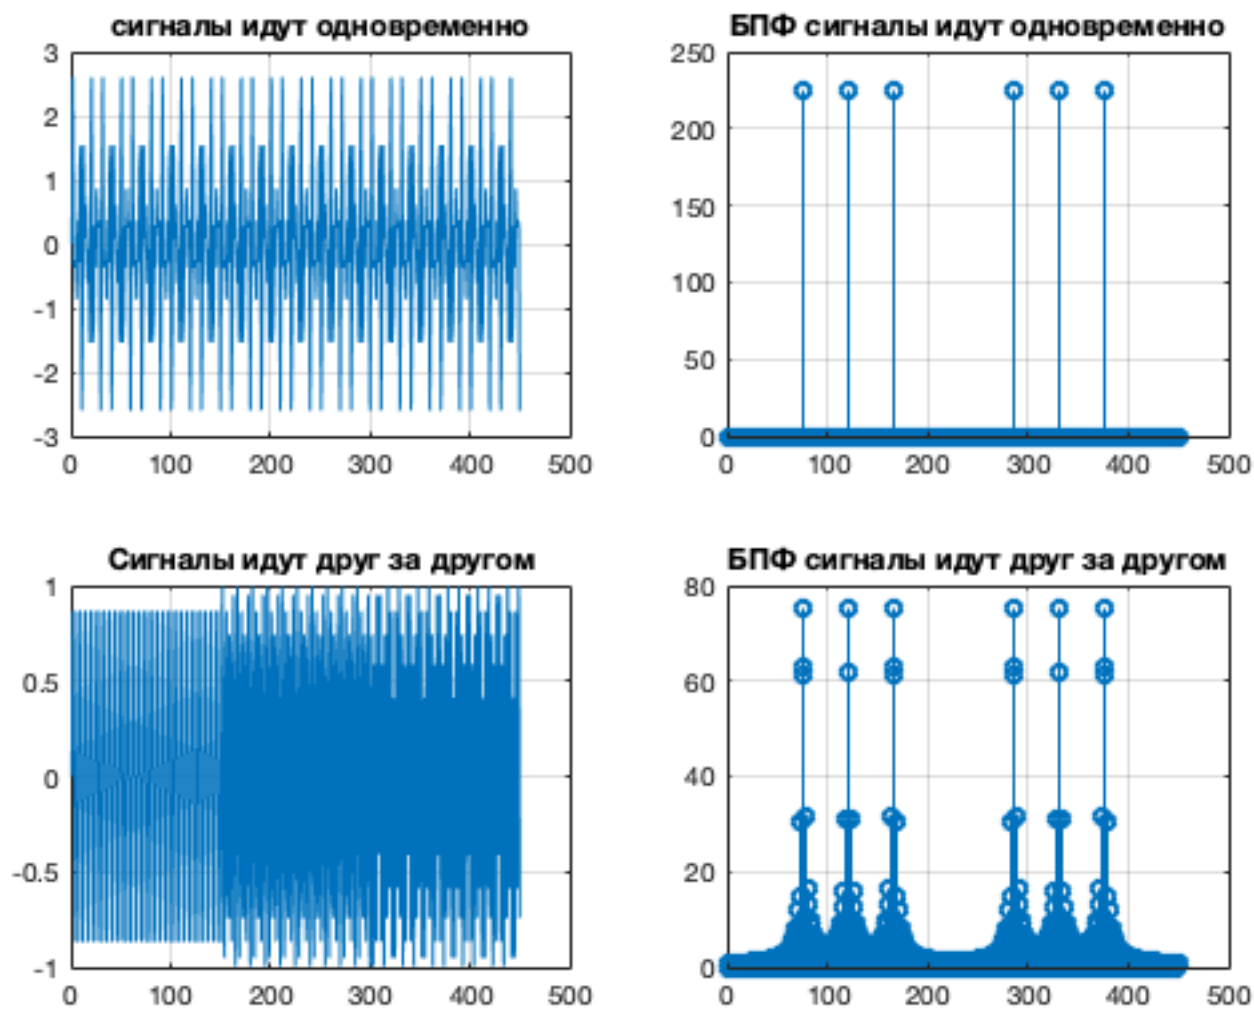 сигналы идут одновременно
3
2
1
0
-1
-2
-3
0 100 200 300 400 500
БПФ сигналы идут одновременно
250
200
150
100
50
0
0 100 200 300 400 500
Сигналы идут друг за другом
1
0.5
0
-0.5
-1
0 100 200 300 400 500
БПФ сигналы идут друг за другом
80
60
40
20
0
0 100 200 300 400 500